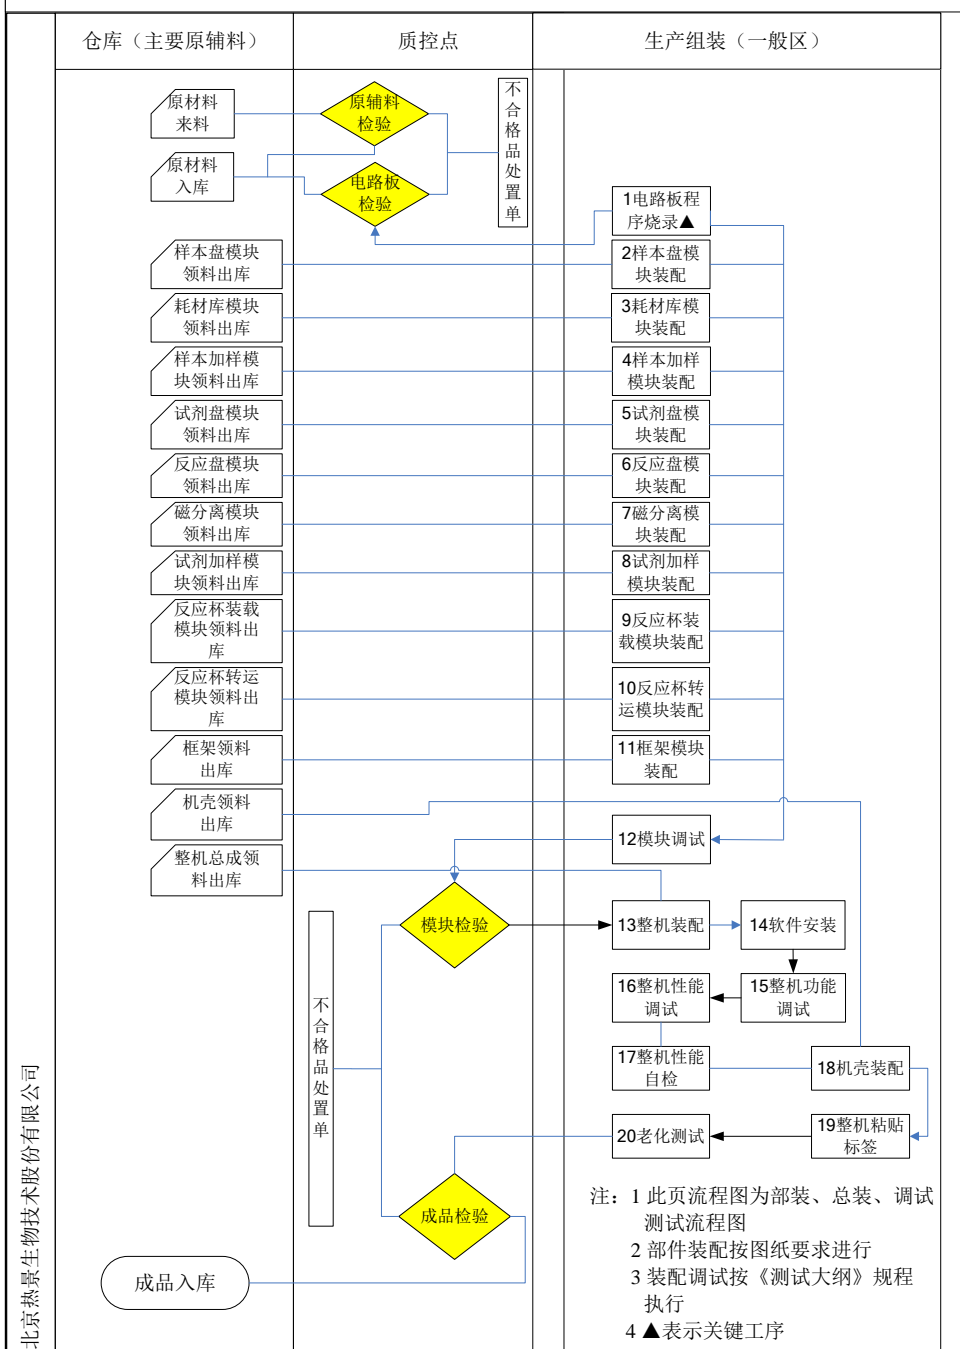 仓库（主要原辅料）
质控点
生产组装（一般区）
原材料
来料
原辅料
检验
不
合
格
品
处
置
单
原材料
入库
电路板
检验
1电路板程
序烧录▲
样本盘模块
领料出库
2样本盘模
块装配
耗材库模块
领料出库
3耗材库模
块装配
样本加样模
块领料出库
4样本加样
模块装配
试剂盘模块
领料出库
5试剂盘模
块装配
反应盘模块
领料出库
6反应盘模
块装配
磁分离模块
领料出库
7磁分离模
块装配
试剂加样模
块领料出库
8试剂加样
模块装配
反应杯装载
模块领料出
库
9反应杯装
载模块装配
反应杯转运
模块领料出
库
10反应杯转
运模块装配
框架领料
出库
11框架模块
装配
机壳领料
出库
12模块调试
整机总成领
料出库
模块检验
13整机装配
14软件安装
16整机性能
调试
15整机功能
调试
不
合
格
品
处
置
单
17整机性能
自检
18机壳装配
20老化测试
19整机粘贴
标签
成品检验
成品入库
注：1 此页流程图为部装、总装、调试
测试流程图
2 部件装配按图纸要求进行
3 装配调试按《测试大纲》规程
执行
4 ▲表示关键工序
北京热景生物技术股份有限公司